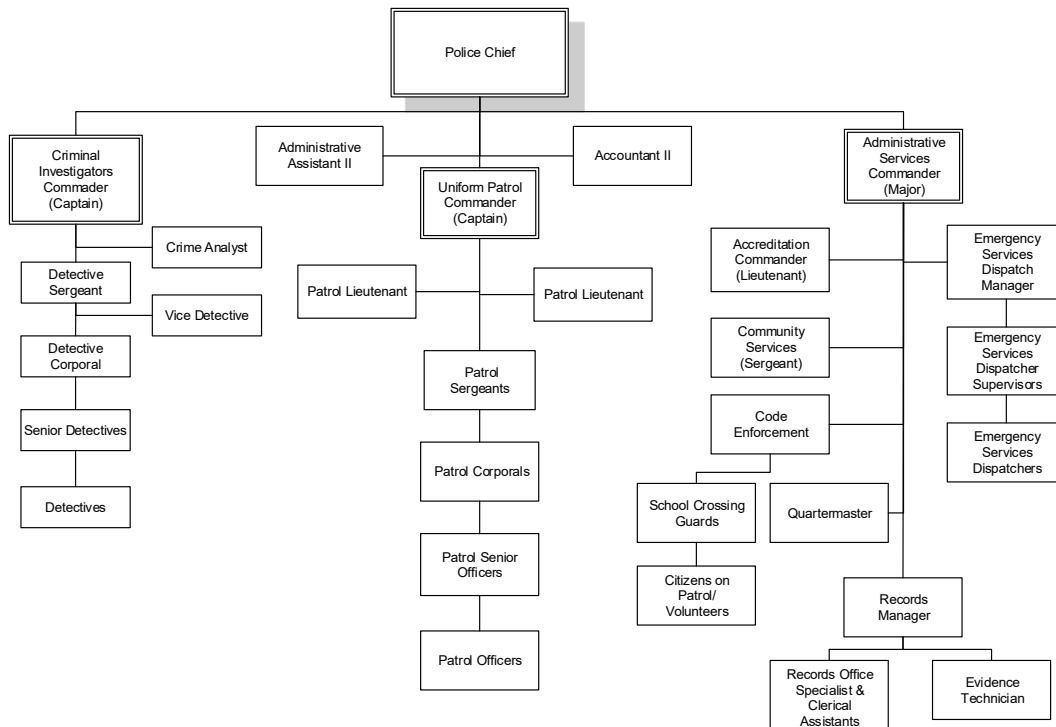 Police Chief
Administrative
Assistant II
Accountant II
Criminal
Investigators
Commader
(Captain)
Crime Analyst
Detective
Sergeant
Vice Detective
Detective
Corporal
Senior Detectives
Detectives
Uniform Patrol
Commander
(Captain)
Patrol Lieutenant
Patrol Lieutenant
Patrol
Sergeants
Patrol Corporals
Patrol Senior
Officers
Patrol Officers
Administrative
Services
Commander
(Major)
Accreditation
Commander
(Lieutenant)
Emergency
Services
Dispatch
Manager
Community
Services
(Sergeant)
Emergency
Services
Dispatcher
Supervisors
Code
Enforcement
Emergency
Services
Dispatchers
School Crossing
Guards
Quartermaster
Citizens on
Patrol/
Volunteers
Records
Manager
Records Office
Specialist &
Clerical
Assistants
Evidence
Technician